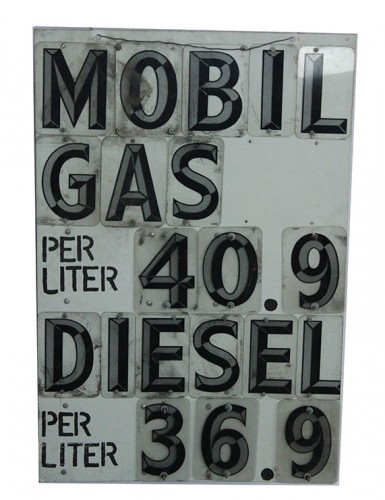 MOBIL
GAS
PER
LITER 40.9
DIESEL
PER
LITER 36.9